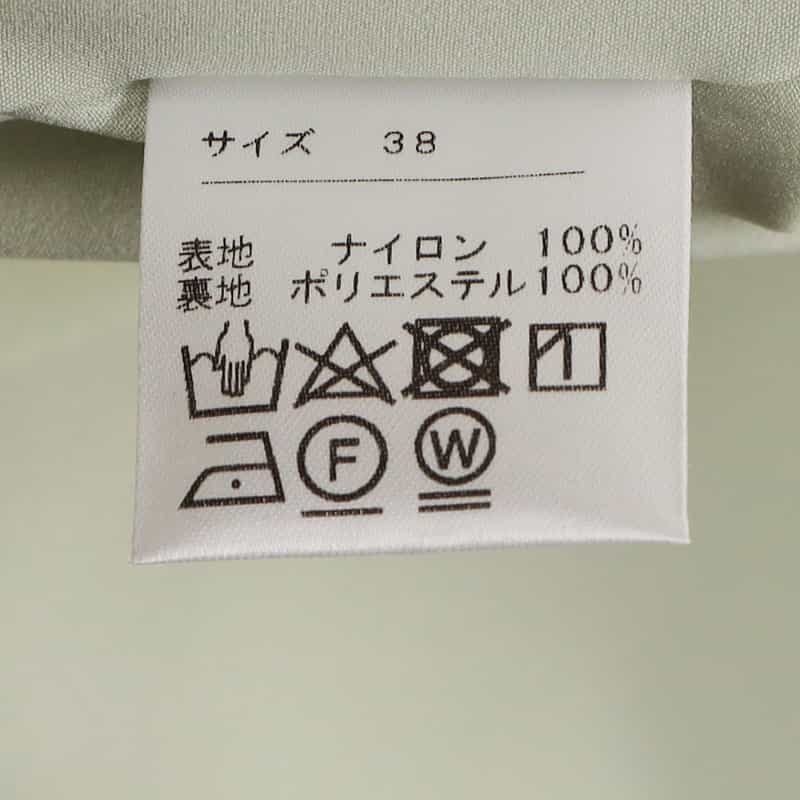 サイズ 38
表地 ナイロン 100%
裏地 ポリエステル100%
F W